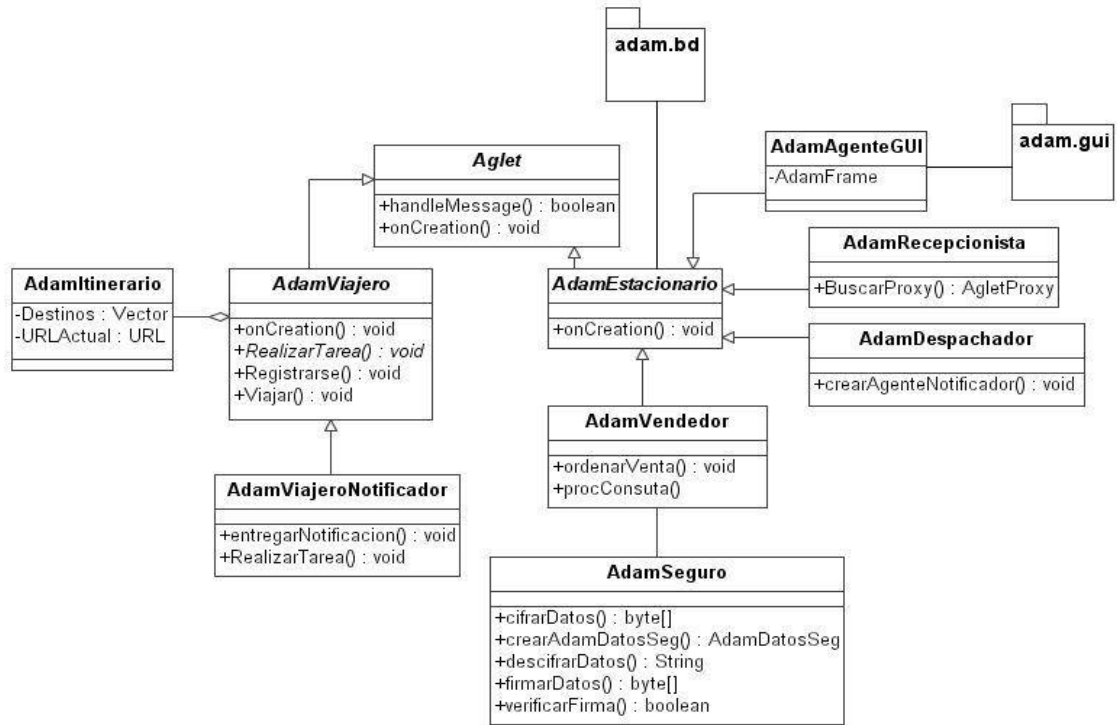 adam.bd
adam.gui
AdamAgenteGUI
-AdamFrame
Aglet
+handleMessage() : boolean
+onCreation() : void
AdamRecepcionista
+BuscarProxy() : AgletProxy
AdamItinerario
-Destinos : Vector
-URLActual : URL
AdamViajero
+onCreation() : void
+RealizarTarea() : void
+Registrarse() : void
+Viajar() : void
AdamEstacionario
+onCreation() : void
AdamDespachador
+crearAgenteNotificador() : void
AdamVendedor
+ordenarVenta() : void
+procConsuta()
AdamViajeroNotificador
+entregarNotificacion() : void
+RealizarTarea() : void
AdamSeguro
+cifrarDatos() : byte[]
+crearAdamDatosSeg() : AdamDatosSeg
+descifrarDatos() : String
+firmarDatos() : byte[]
+verificarFirma() : boolean